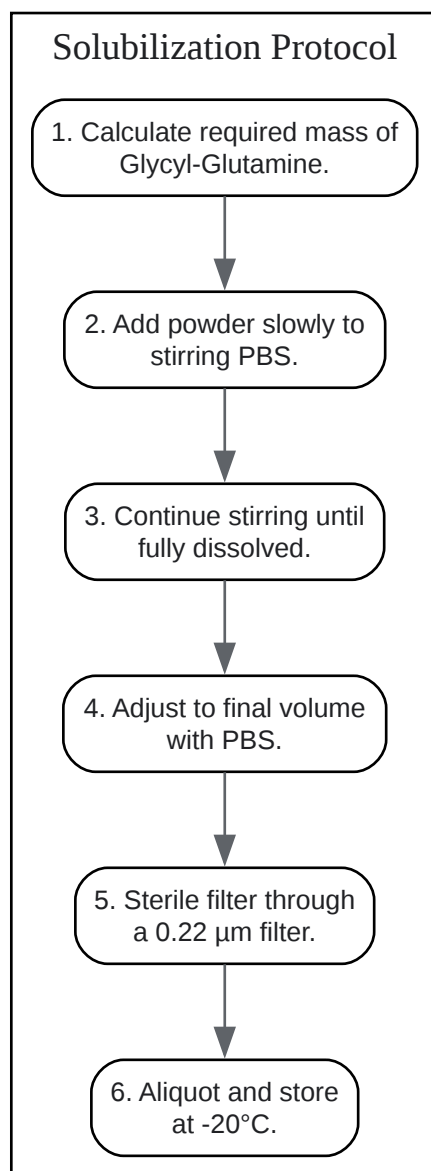 Solubilization Protocol
1. Calculate required mass of
Glycyl-Glutamine.
2. Add powder slowly to
stirring PBS.
3. Continue stirring until
fully dissolved.
4. Adjust to final volume
with PBS.
5. Sterile filter through
a 0.22 µm filter.
6. Aliquot and store
at -20°C.